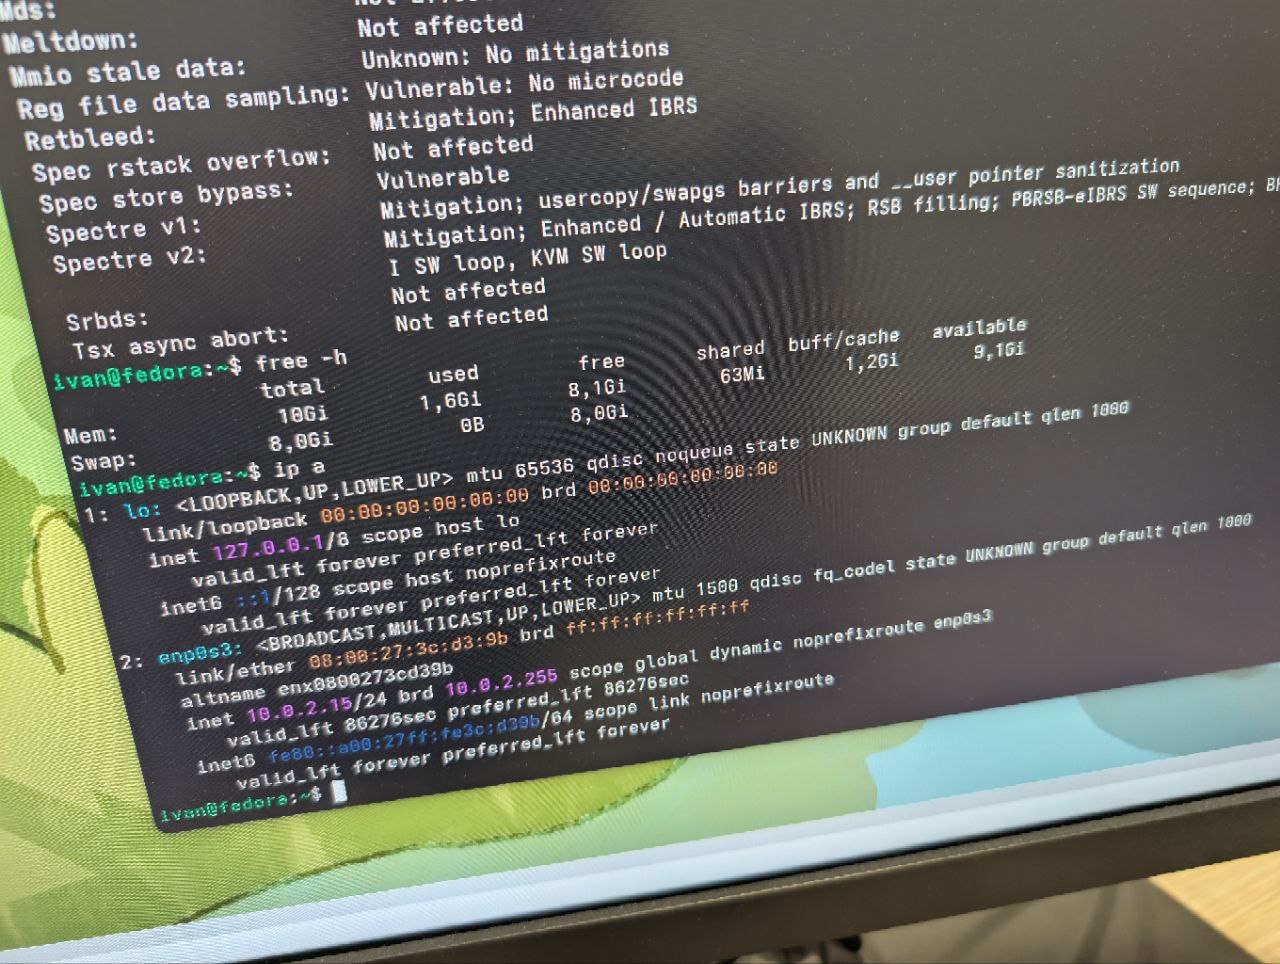 Mds: Not affe
Meltdown: Not affected
Mmio stale data: Unknown: No mitigations
Reg file data sampling: Vulnerable: No microcode
Retbleed: Mitigation; Enhanced IBRS
Spec rstack overflow: Not affected
Spec store bypass: Vulnerable
Spectre v1: Mitigation; usercopy/swapgs barriers and __user pointer sanitization
Spectre v2: Mitigation; Enhanced / Automatic IBRS; RSB filling; PBRSB-eIBRS SW sequence; BH
I SW loop, KVM SW loop
Srbds: Not affected
Tsx async abort: Not affected
ivan@fedora:~$ free -h
total used free shared buff/cache available
Mem: 10Gi 1,6Gi 8,1Gi 63Mi 1,2Gi 9,1Gi
Swap: 8,0Gi 0B 8,0Gi
ivan@fedora:~$ ip a
1: lo: <LOOPBACK,UP,LOWER_UP> mtu 65536 qdisc noqueue state UNKNOWN group default qlen 1000
link/loopback 00:00:00:00:00:00 brd 00:00:00:00:00:00
inet 127.0.0.1/8 scope host lo
valid_lft forever preferred_lft forever
inet6 ::1/128 scope host noprefixroute
valid_lft forever preferred_lft forever
2: enp0s3: <BROADCAST,MULTICAST,UP,LOWER_UP> mtu 1500 qdisc fq_codel state UNKNOWN group default qlen 1000
link/ether 08:00:27:3c:d3:9b brd ff:ff:ff:ff:ff:ff
altname enx0800273cd39b
inet 10.0.2.15/24 brd 10.0.2.255 scope global dynamic noprefixroute enp0s3
valid_lft 86276sec preferred_lft 86276sec
inet6 fe80::a00:27ff:fe3c:d39b/64 scope link noprefixroute
valid_lft forever preferred_lft forever
ivan@fedora:~$